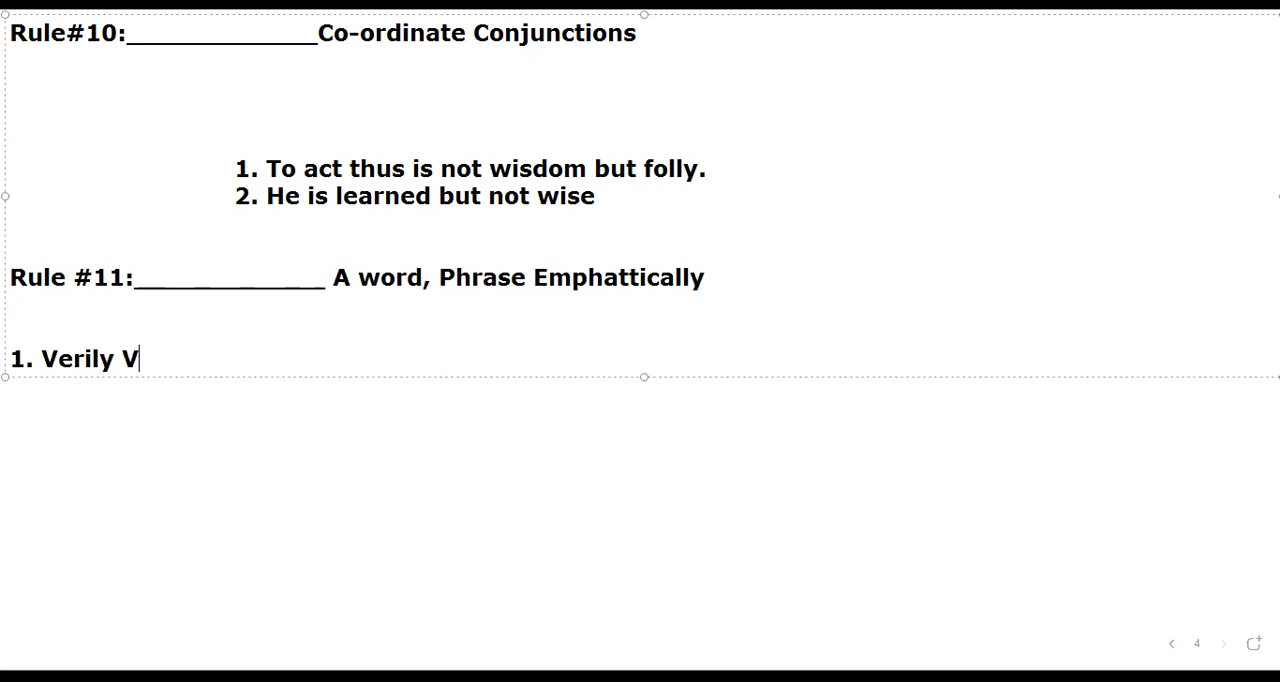 Rule#10:______________Co-ordinate Conjunctions
1. To act thus is not wisdom but folly.
2. He is learned but not wise
Rule #11:______________ A word, Phrase Emphattically
1. Verily V
4